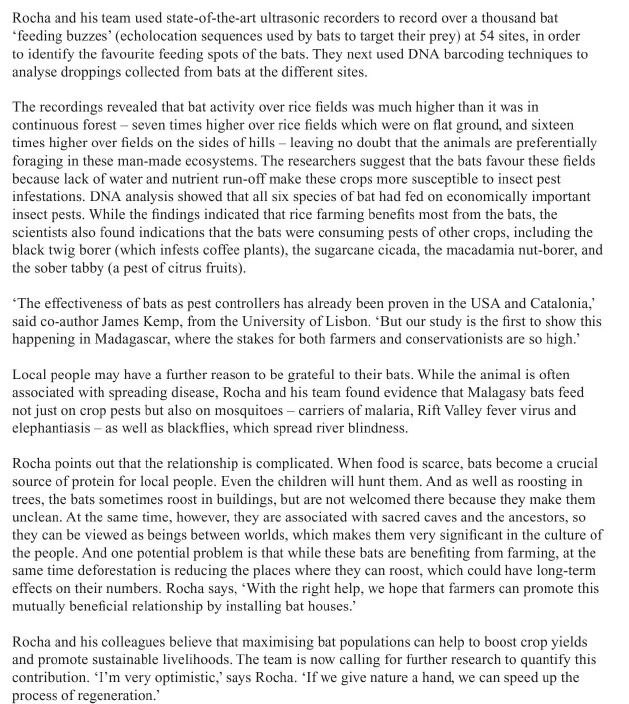 Rocha and his team used state-of-the-art ultrasonic recorders to record over a thousand bat
‘feeding buzzes’ (echolocation sequences used by bats to target their prey) at 54 sites, in order
to identify the favourite feeding spots of the bats. They next used DNA barcoding techniques to
analyse droppings collected from bats at the different sites.

The recordings revealed that bat activity over rice fields was much higher than it was in
continuous forest – seven times higher over rice fields which were on flat ground, and sixteen
times higher over fields on the sides of hills – leaving no doubt that the animals are preferentially
foraging in these man-made ecosystems. The researchers suggest that the bats favour these fields
because lack of water and nutrient run-off make these crops more susceptible to insect pest
infestations. DNA analysis showed that all six species of bat had fed on economically important
insect pests. While the findings indicated that rice farming benefits most from the bats, the
scientists also found indications that the bats were consuming pests of other crops, including the
black twig borer (which infests coffee plants), the sugarcane cicada, the macadamia nut-borer, and
the sober tabby (a pest of citrus fruits).

‘The effectiveness of bats as pest controllers has already been proven in the USA and Catalonia,’
said co-author James Kemp, from the University of Lisbon. ‘But our study is the first to show this
happening in Madagascar, where the stakes for both farmers and conservationists are so high.’

Local people may have a further reason to be grateful to their bats. While the animal is often
associated with spreading disease, Rocha and his team found evidence that Malagasy bats feed
not just on crop pests but also on mosquitoes – carriers of malaria, Rift Valley fever virus and
elephantiasis – as well as blackflies, which spread river blindness.

Rocha points out that the relationship is complicated. When food is scarce, bats become a crucial
source of protein for local people. Even the children will hunt them. And as well as roosting in
trees, the bats sometimes roost in buildings, but are not welcomed there because they make them
unclean. At the same time, however, they are associated with sacred caves and the ancestors, so
they can be viewed as beings between worlds, which makes them very significant in the culture of
the people. And one potential problem is that while these bats are benefiting from farming, at the
same time deforestation is reducing the places where they can roost, which could have long-term
effects on their numbers. Rocha says, ‘With the right help, we hope that farmers can promote this
mutually beneficial relationship by installing bat houses.’

Rocha and his colleagues believe that maximising bat populations can help to boost crop yields
and promote sustainable livelihoods. The team is now calling for further research to quantify this
contribution. ‘I’m very optimistic,’ says Rocha. ‘If we give nature a hand, we can speed up the
process of regeneration.’